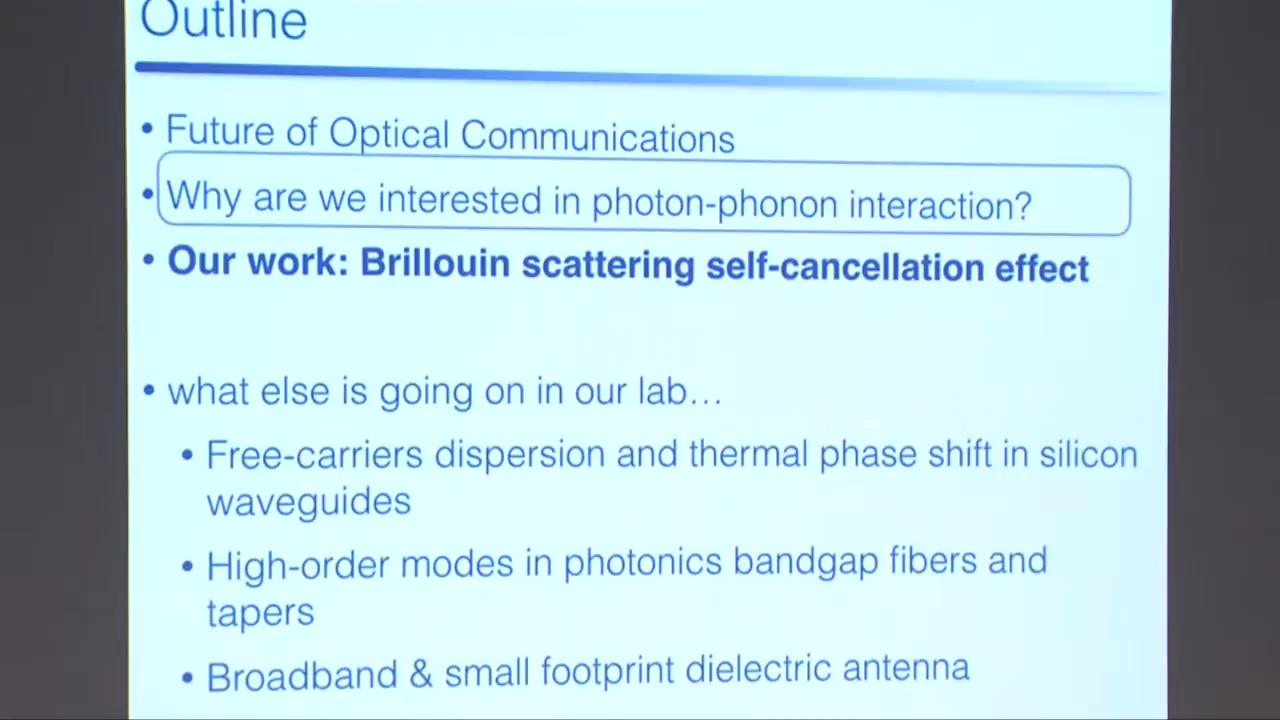 Outline
• Future of Optical Communications
• Why are we interested in photon-phonon interaction?
• Our work: Brillouin scattering self-cancellation effect
• what else is going on in our lab...
• Free-carriers dispersion and thermal phase shift in silicon
waveguides
• High-order modes in photonics bandgap fibers and
tapers
• Broadband & small footprint dielectric antenna